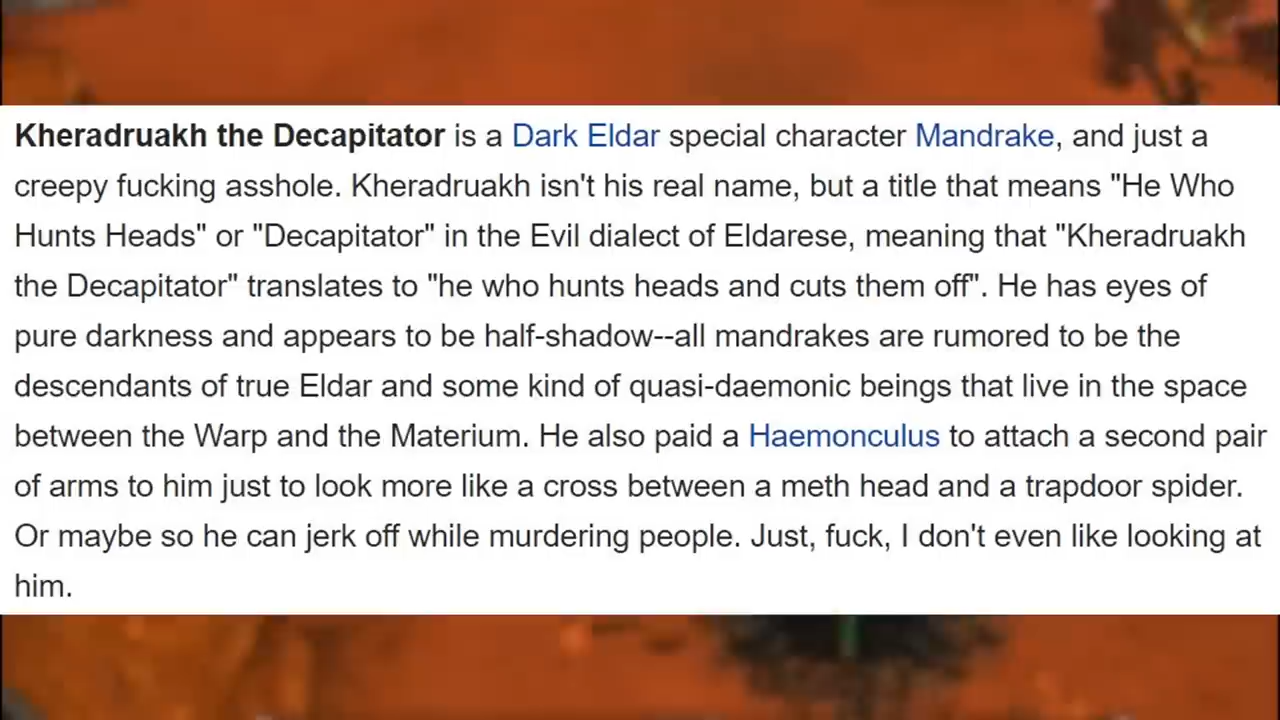 Kheradruakh the Decapitator is a Dark Eldar special character Mandrake, and just a
creepy fucking asshole. Kheradruakh isn't his real name, but a title that means "He Who
Hunts Heads" or "Decapitator" in the Evil dialect of Eldarese, meaning that "Kheradruakh
the Decapitator" translates to "he who hunts heads and cuts them off". He has eyes of
pure darkness and appears to be half-shadow--all mandrakes are rumored to be the
descendants of true Eldar and some kind of quasi-daemonic beings that live in the space
between the Warp and the Materium. He also paid a Haemonculus to attach a second pair
of arms to him just to look more like a cross between a meth head and a trapdoor spider.
Or maybe so he can jerk off while murdering people. Just, fuck, I don't even like looking at
him.